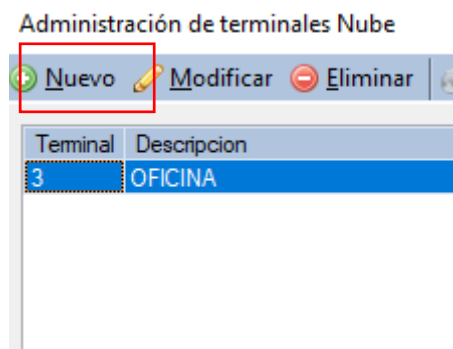 Administración de terminales Nube
Nuevo Modificar Eliminar
Terminal Descripcion
3 OFICINA